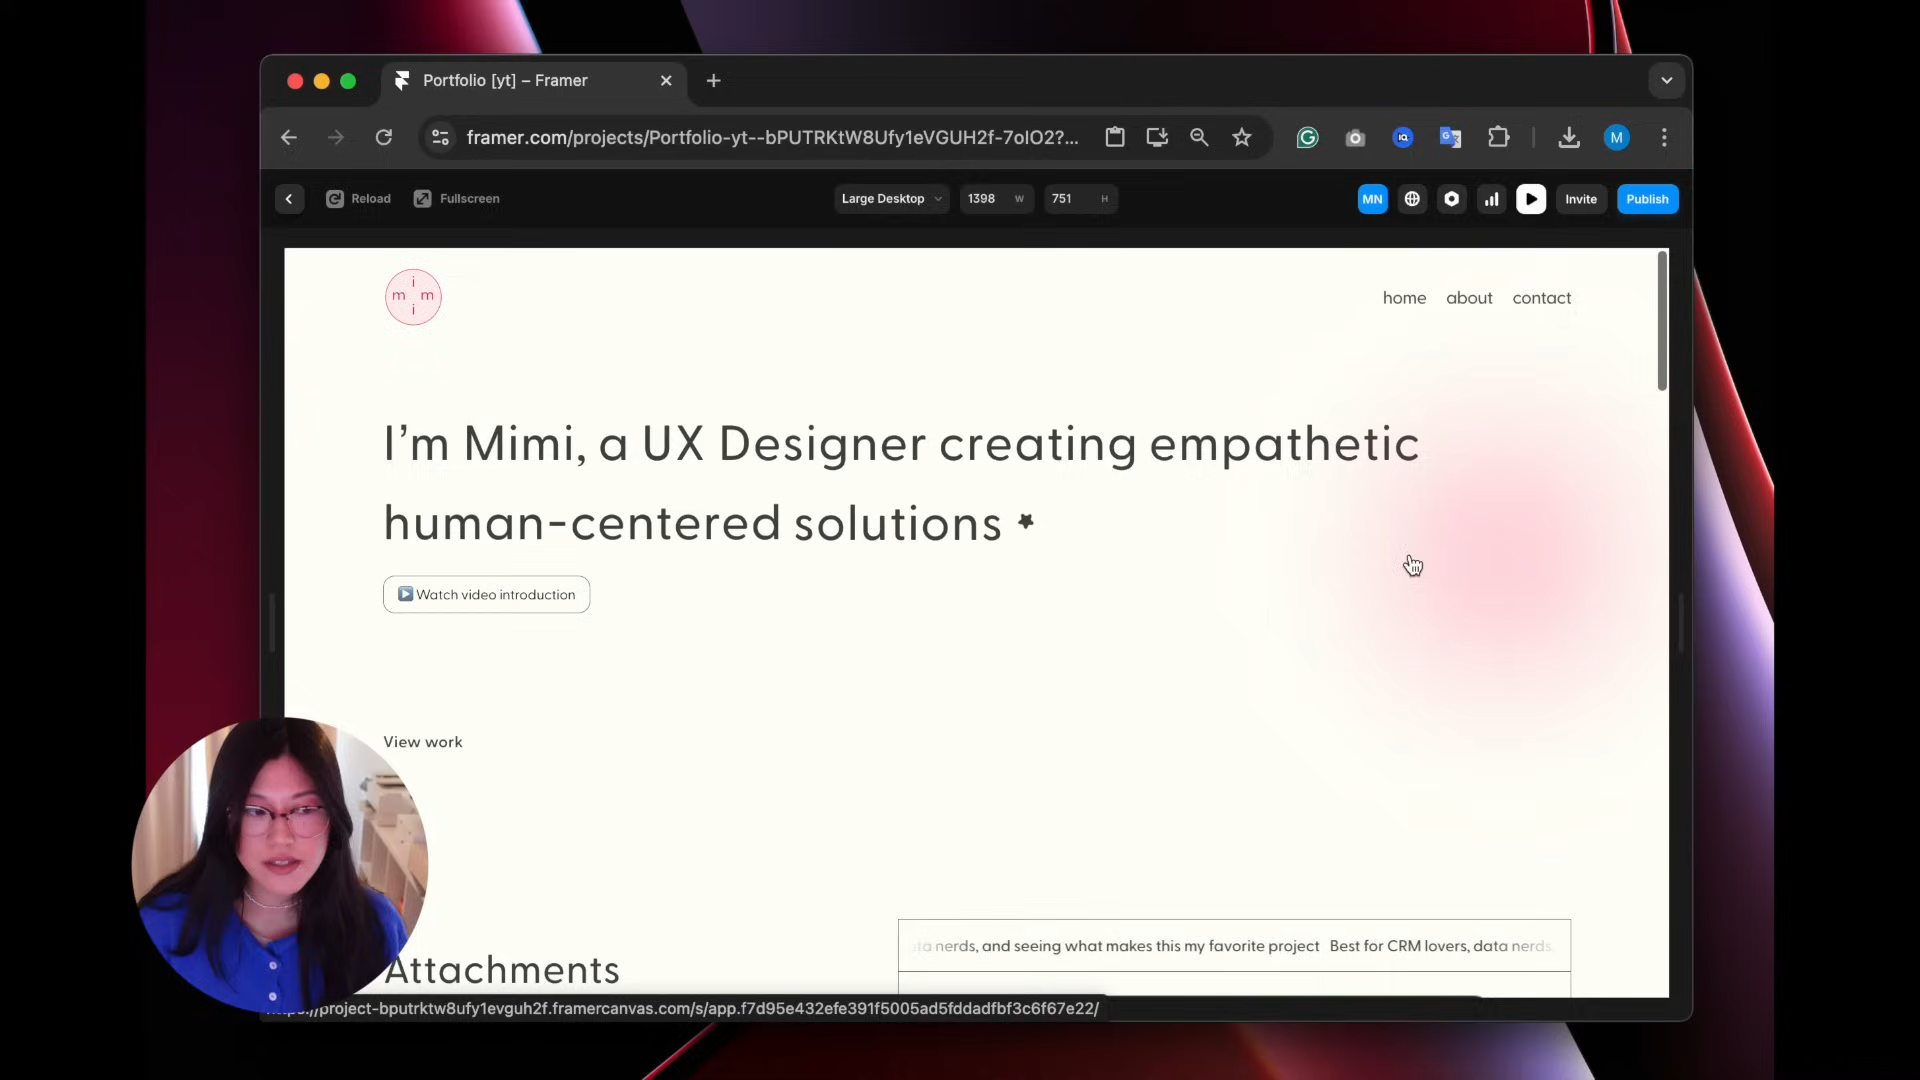 Portfolio [yt] – Framer
framer.com/projects/Portfolio-yt--bPUTRKtW8Ufy1eVGUH2f-7oIO2?...
M
Reload
Fullscreen
Large Desktop
1398 W
751 H
MN
Invite
Publish
i
m m
i
home about contact
I’m Mimi, a UX Designer creating empathetic
human-centered solutions *
Watch video introduction
View work
nerds, and seeing what makes this my favorite project Best for CRM lovers, data nerds,
Attachments
://project-bputrktw8ufy1evguh2f.framercanvas.com/s/app.f7d95e432efe391f5005ad5fddadfbf3c6f67e22/